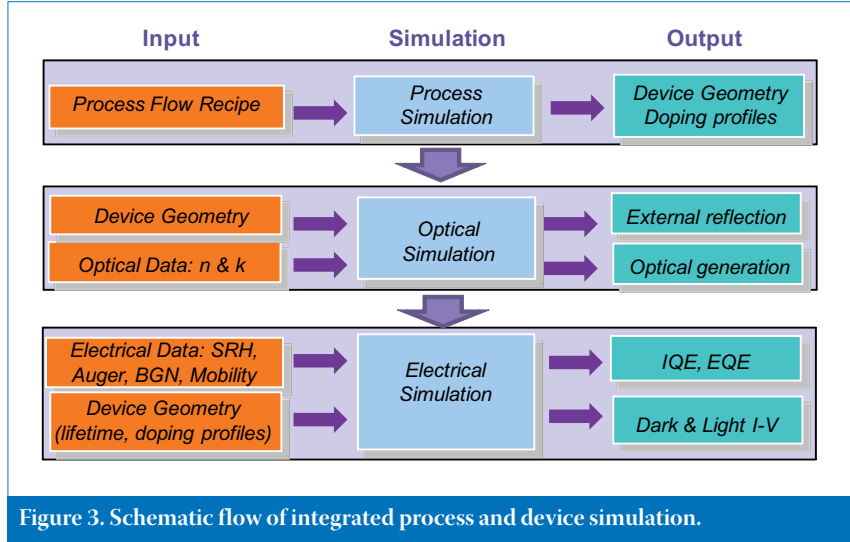 Input Simulation Output
Process Flow Recipe
Process
Simulation
Device Geometry
Doping profiles
Device Geometry
Optical Data: n & k
Optical
Simulation
External reflection
Optical generation
Electrical Data: SRH,
Auger, BGN, Mobility
Device Geometry
(lifetime, doping profiles)
Electrical
Simulation
IQE, EQE
Dark & Light I-V
Figure 3. Schematic flow of integrated process and device simulation.